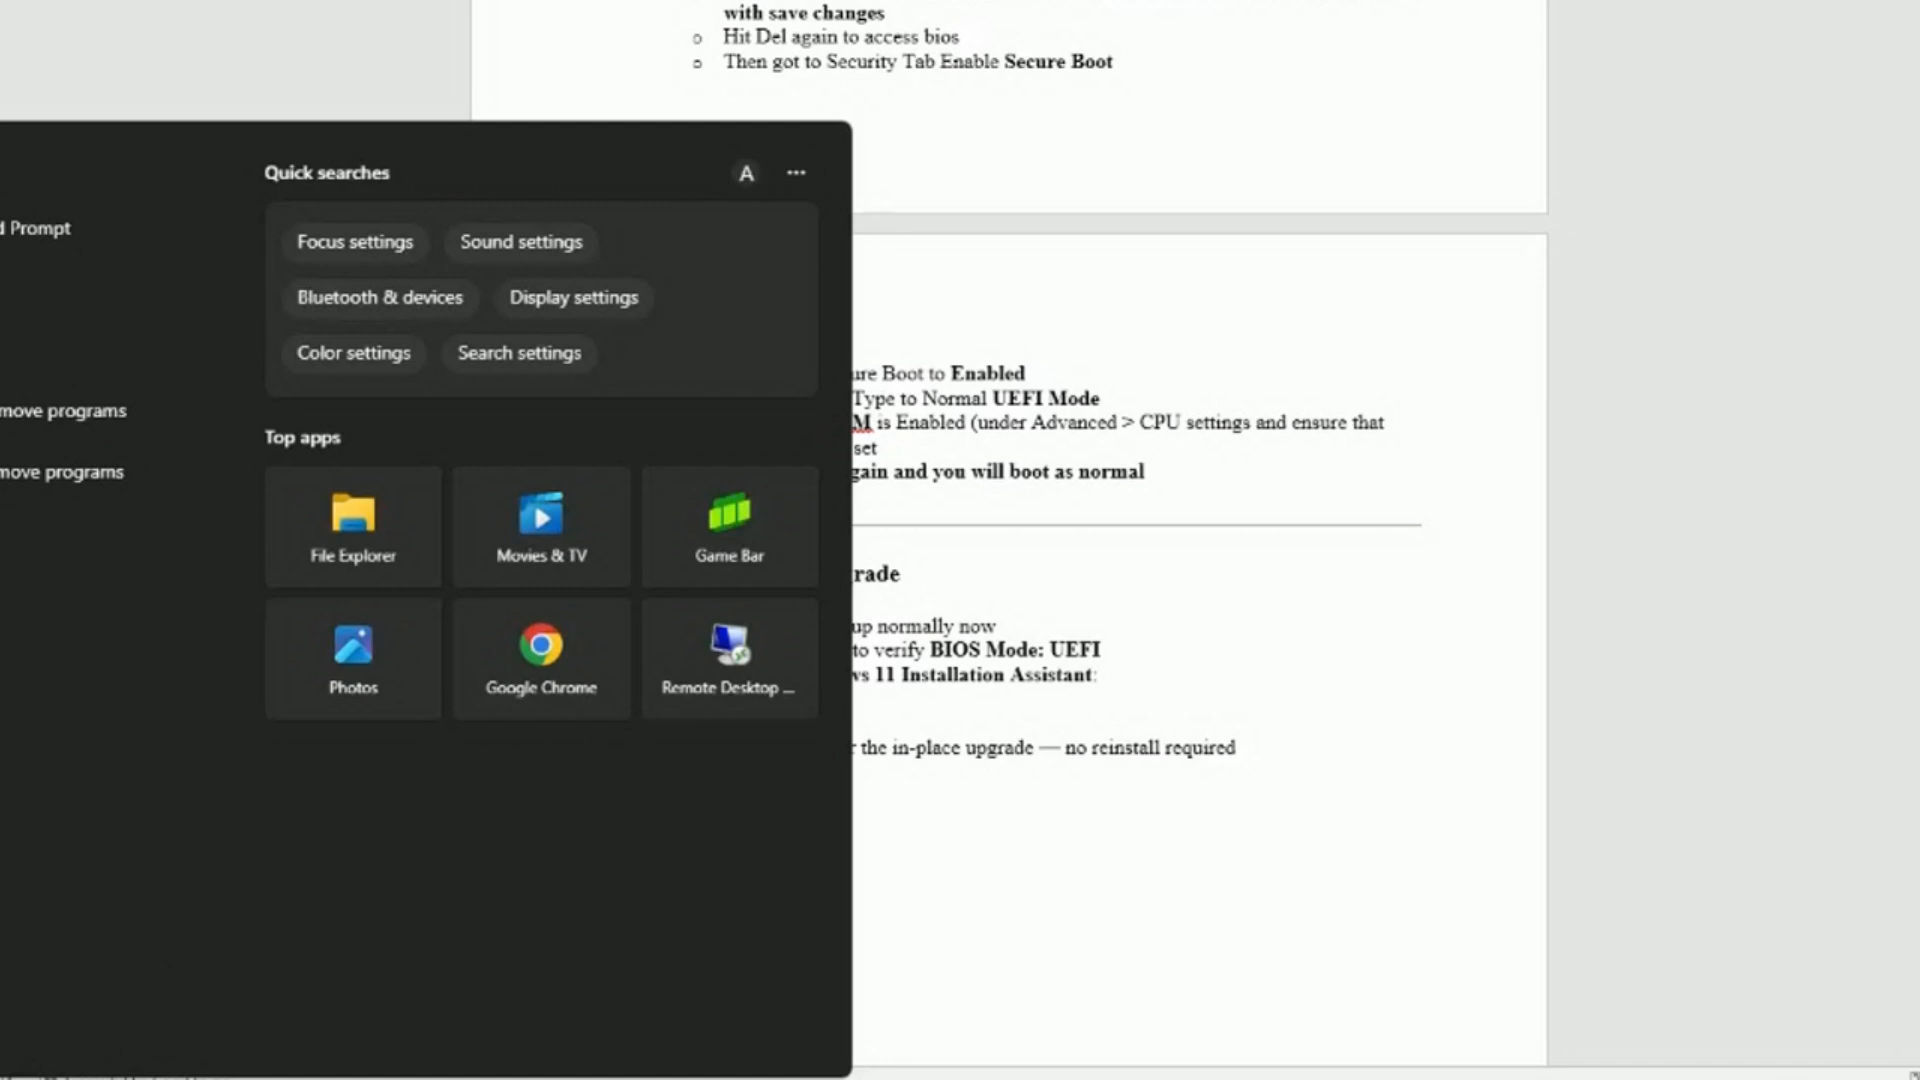 with save changes
o Hit Del again to access bios
o Then got to Security Tab Enable Secure Boot
Quick searches
A
d Prompt
Focus settings
Sound settings
Bluetooth & devices
Display settings
Color settings
Search settings
move programs
move programs
Top apps
File Explorer
Movies & TV
Game Bar
Photos
Google Chrome
Remote Desktop ...
ure Boot to Enabled
Type to Normal UEFI Mode
M is Enabled (under Advanced > CPU settings and ensure that
set
gain and you will boot as normal
rade
up normally now
to verify BIOS Mode: UEFI
vs 11 Installation Assistant:
r the in-place upgrade — no reinstall required